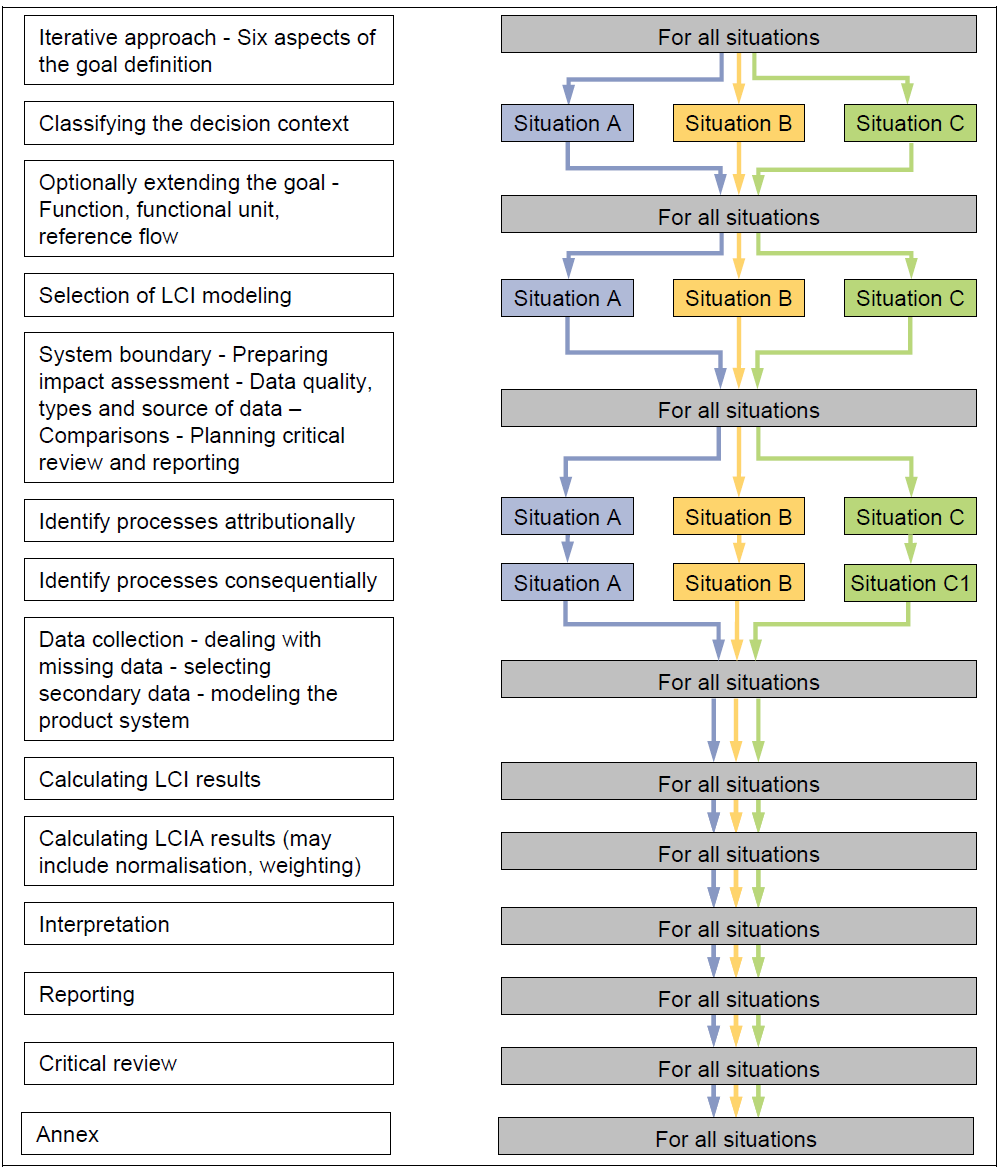 Iterative approach - Six aspects of
the goal definition
For all situations
Classifying the decision context
Situation A
Situation B
Situation C
Optionally extending the goal -
Function, functional unit,
reference flow
For all situations
Selection of LCI modeling
Situation A
Situation B
Situation C
System boundary - Preparing
impact assessment - Data quality,
types and source of data –
Comparisons - Planning critical
review and reporting
For all situations
Identify processes attributionally
Situation A
Situation B
Situation C
Identify processes consequentially
Situation A
Situation B
Situation C1
Data collection - dealing with
missing data - selecting
secondary data - modeling the
product system
For all situations
Calculating LCI results
For all situations
Calculating LCIA results (may
include normalisation, weighting)
For all situations
Interpretation
For all situations
Reporting
For all situations
Critical review
For all situations
Annex
For all situations